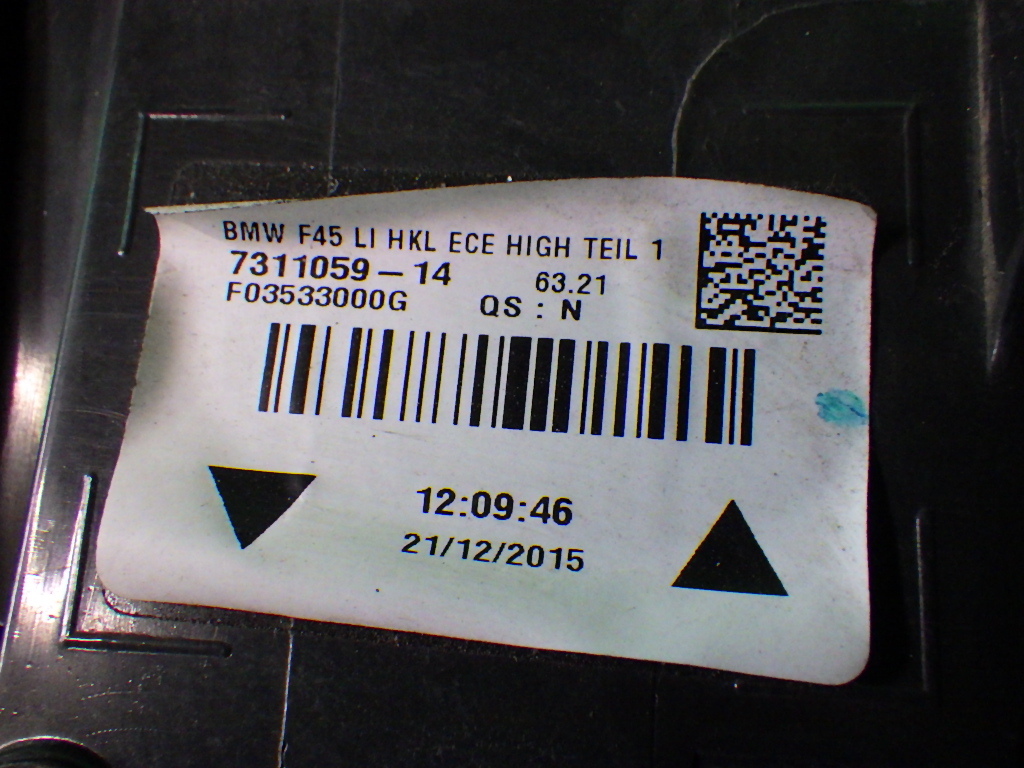 BMW F45 LI HKL ECE HIGH TEIL 1
7311059-14 63.21
F03533000G QS : N
12:09:46
21/12/2015